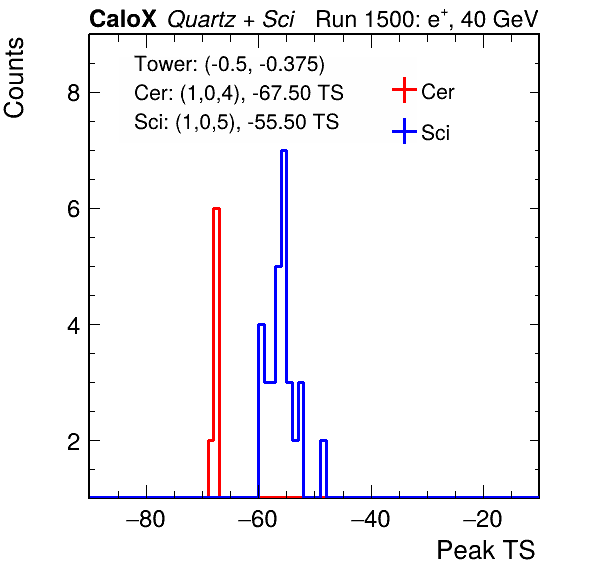 CaloX Quartz + Sci Run 1500: e+, 40 GeV
Counts
Tower: (-0.5, -0.375)
Cer: (1,0,4), -67.50 TS
Sci: (1,0,5), -55.50 TS
Cer
Sci
8
6
4
2
−80 −60 −40 −20
Peak TS